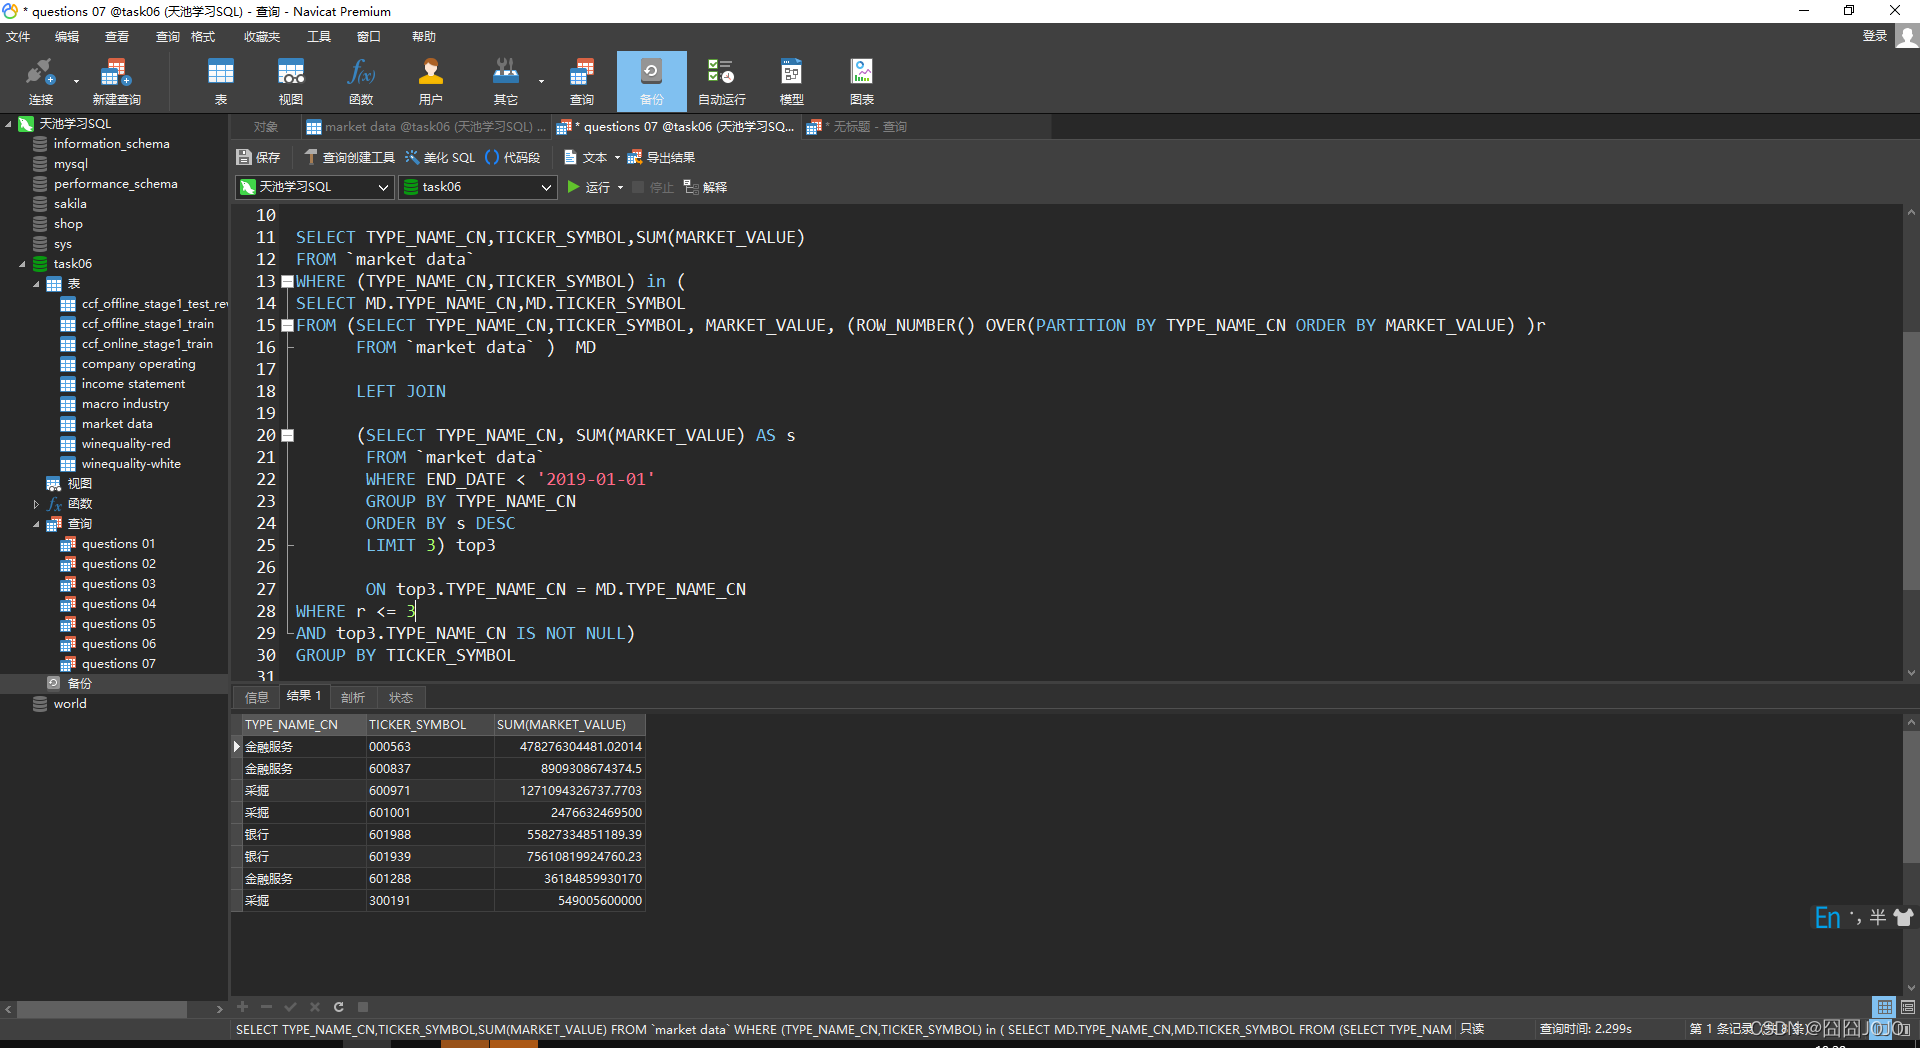 * questions 07 @task06 (天池学习SQL) - 查询 - Navicat Premium
文件 编辑 查看 查询 格式 收藏夹 工具 窗口 帮助 登录
连接 新建查询 表 视图 函数 用户 其它 查询 备份 自动运行 模型 图表
天池学习SQL
information_schema
mysql
performance_schema
sakila
shop
sys
task06
表
ccf_offline_stage1_test_re
ccf_offline_stage1_train
ccf_online_stage1_train
company operating
income statement
macro industry
market data
winequality-red
winequality-white
视图
函数
查询
questions 01
questions 02
questions 03
questions 04
questions 05
questions 06
questions 07
备份
world
对象 market data @task06 (天池学习SQL) ... * questions 07 @task06 (天池学习SQ... * 无标题 - 查询
保存 查询创建工具 美化 SQL 代码段 文本 导出结果
天池学习SQL task06 运行 停止 解释
10
11 SELECT TYPE_NAME_CN,TICKER_SYMBOL,SUM(MARKET_VALUE)
12 FROM `market data`
13 WHERE (TYPE_NAME_CN,TICKER_SYMBOL) in (
14 SELECT MD.TYPE_NAME_CN,MD.TICKER_SYMBOL
15 FROM (SELECT TYPE_NAME_CN,TICKER_SYMBOL, MARKET_VALUE, (ROW_NUMBER() OVER(PARTITION BY TYPE_NAME_CN ORDER BY MARKET_VALUE) )r
16 FROM `market data` ) MD
17
18 LEFT JOIN
19
20 (SELECT TYPE_NAME_CN, SUM(MARKET_VALUE) AS s
21 FROM `market data`
22 WHERE END_DATE < '2019-01-01'
23 GROUP BY TYPE_NAME_CN
24 ORDER BY s DESC
25 LIMIT 3) top3
26
27 ON top3.TYPE_NAME_CN = MD.TYPE_NAME_CN
28 WHERE r <= 3
29 AND top3.TYPE_NAME_CN IS NOT NULL)
30 GROUP BY TICKER_SYMBOL
31
信息 结果 1 剖析 状态
TYPE_NAME_CN TICKER_SYMBOL SUM(MARKET_VALUE)
金融服务 000563 478276304481.02014
金融服务 600837 8909308674374.5
采掘 600971 1271094326737.7703
采掘 601001 2476632469500
银行 601988 55827334851189.39
银行 601939 75610819924760.23
金融服务 601288 36184859930170
采掘 300191 549005600000
En 半
SELECT TYPE_NAME_CN,TICKER_SYMBOL,SUM(MARKET_VALUE) FROM `market data` WHERE (TYPE_NAME_CN,TICKER_SYMBOL) in ( SELECT MD.TYPE_NAME_CN,MD.TICKER_SYMBOL FROM (SELECT TYPE_NAM 只读 查询时间: 2.299s 第 1 条记录
CSDN @囧囧JOJO